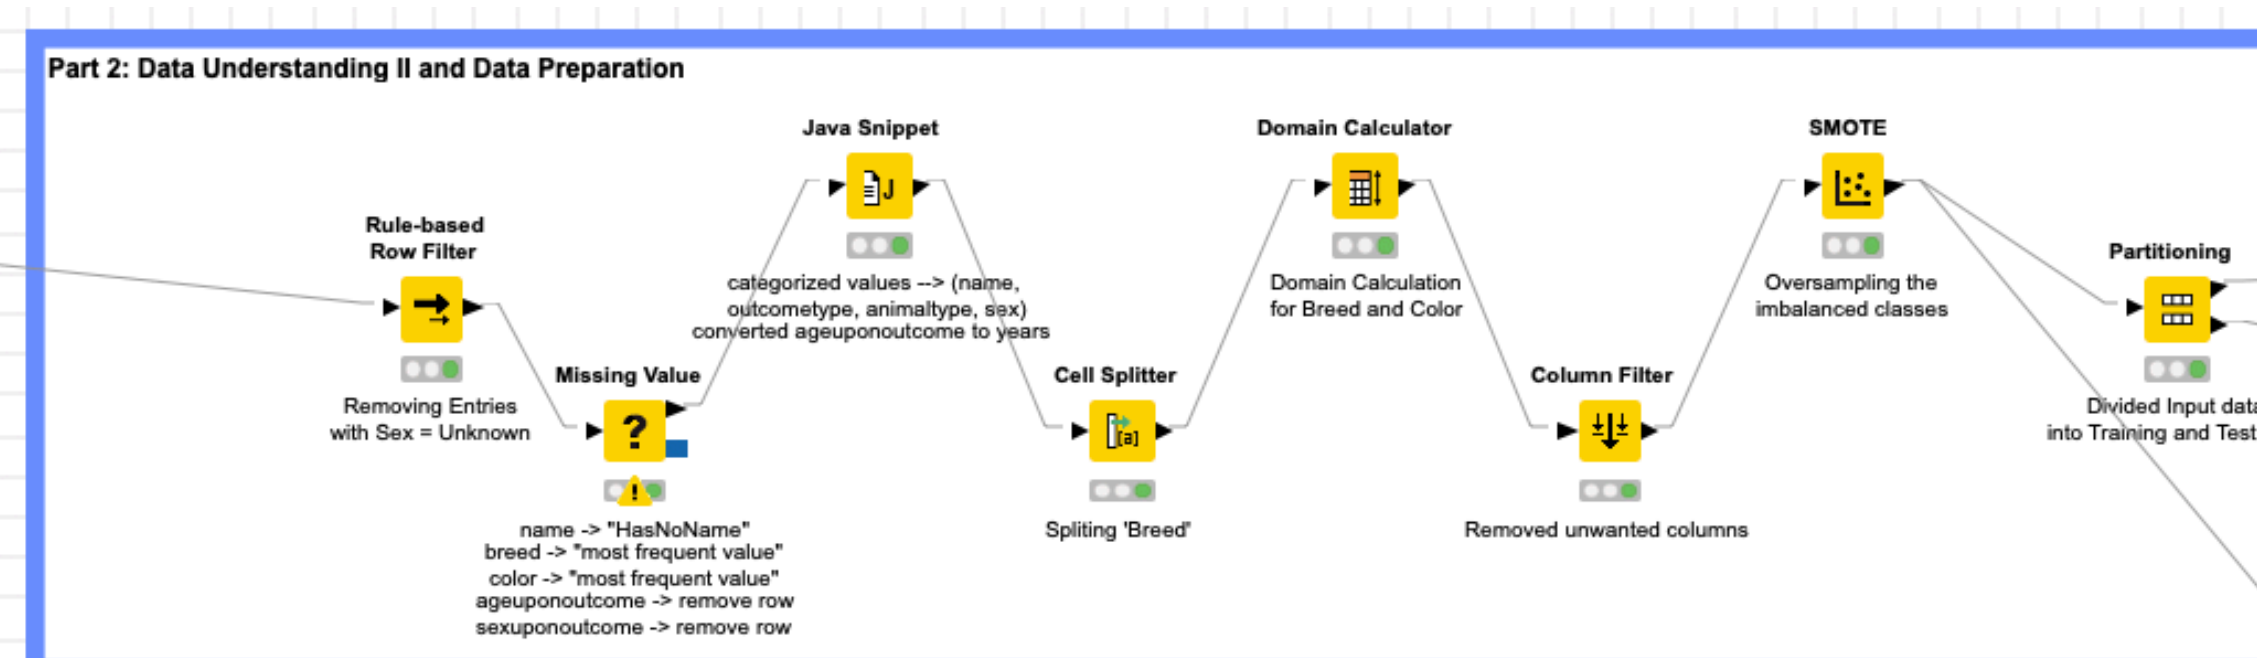 Part 2: Data Understanding II and Data Preparation
Rule-based
Row Filter
Removing Entries
with Sex = Unknown
Missing Value
?
!
name -> "HasNoName"
breed -> "most frequent value"
color -> "most frequent value"
ageuponoutcome -> remove row
sexuponoutcome -> remove row
Java Snippet
J
categorized values --> (name,
outcometype, animaltype, sex)
converted ageuponoutcome to years
Cell Splitter
[a]
Spliting 'Breed'
Domain Calculator
Domain Calculation
for Breed and Color
Column Filter
Removed unwanted columns
SMOTE
Oversampling the
imbalanced classes
Partitioning
Divided Input data
into Training and Test